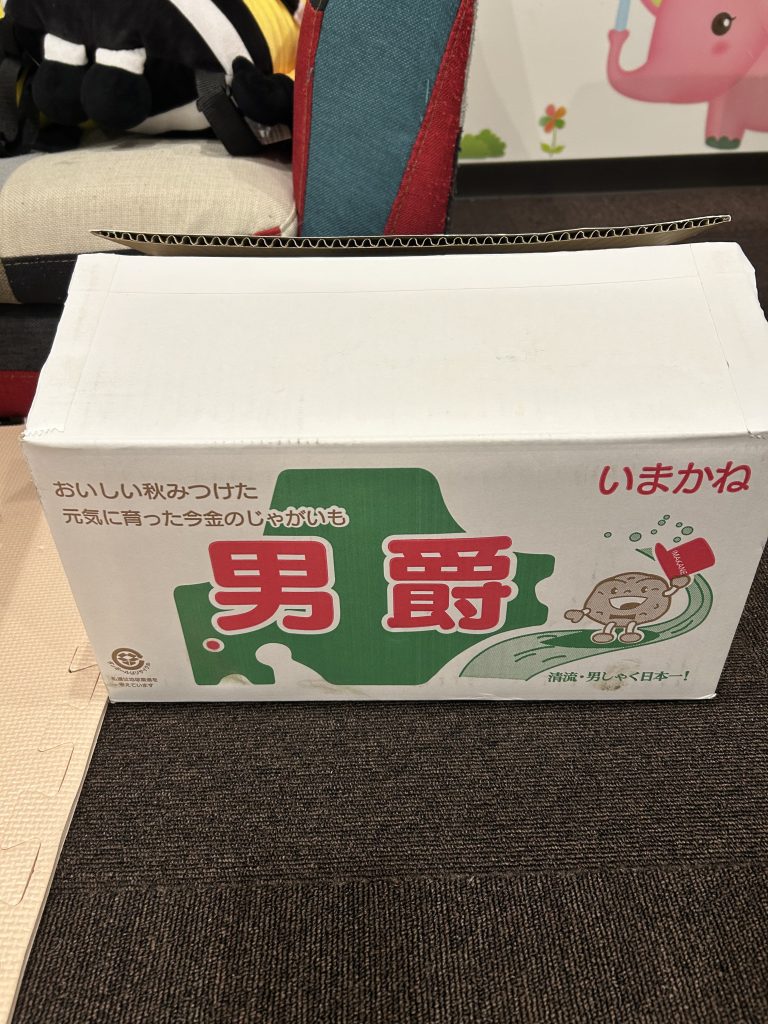 おいしい秋みつけた
元気に育った今金のじゃがいも
いまかね
男爵
IMAKANE
清流・男しゃく日本一!